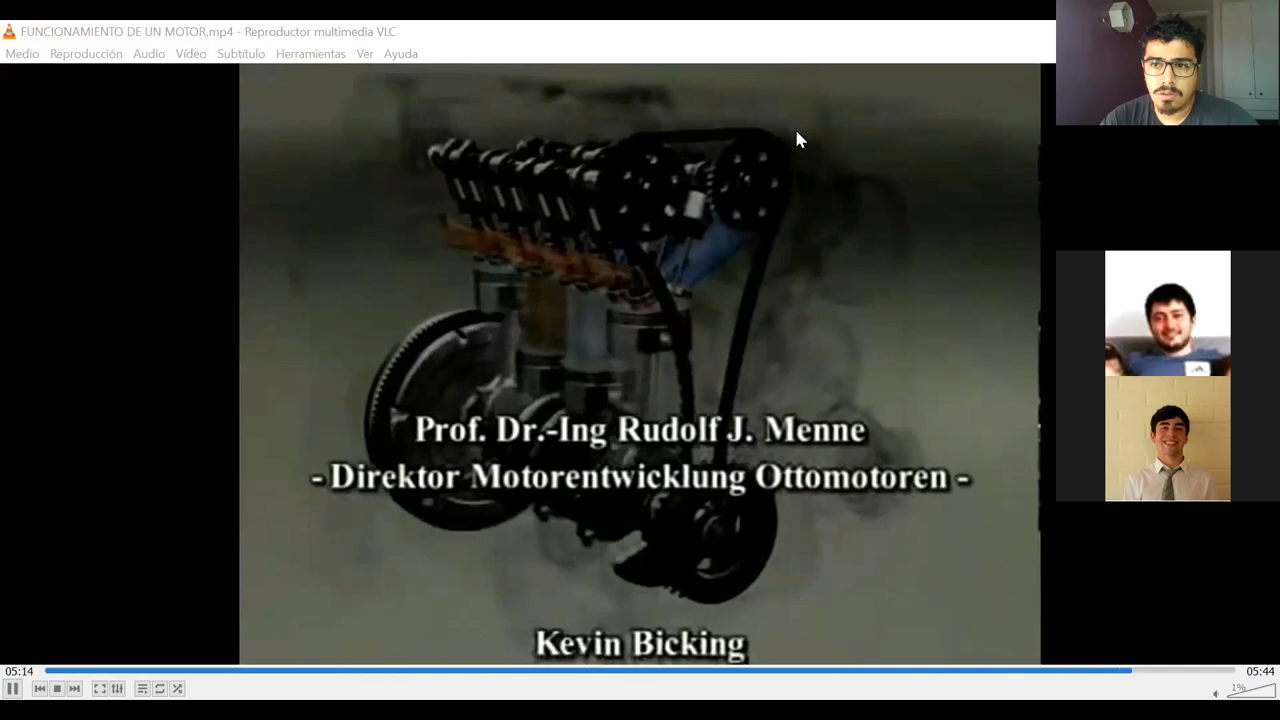 FUNCIONAMIENTO DE UN MOTOR.mp4 - Reproductor multimedia VLC
Medio Reproducción Audio Vídeo Subtítulo Herramientas Ver Ayuda
Prof. Dr.-Ing Rudolf J. Menne
- Direktor Motorentwicklung Ottomotoren -
Kevin Bicking
05:14 05:44
1%